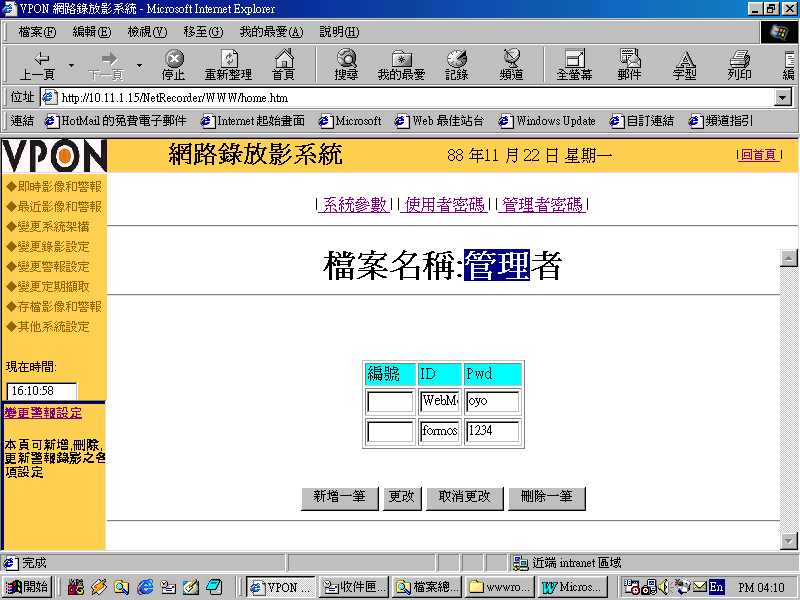 VPON 網路錄放影系統 - Microsoft Internet Explorer
檔案(F) 編輯(E) 檢視(V) 移至(G) 我的最愛(A) 說明(H)
上一頁 下一頁 停止 重新整理 首頁 搜尋 我的最愛 記錄 頻道 全螢幕 郵件 字型 列印 編
位址 http://10.11.1.15/NetRecorder/WWW/home.htm
連結 HotMail 的免費電子郵件 Internet 起始畫面 Microsoft Web 最佳站台 Windows Update 自訂連結 頻道指引
VPON 網路錄放影系統 88 年11 月 22 日 星期一 | 回首頁 |
◆即時影像和警報
◆最近影像和警報
◆變更系統架構
◆變更錄影設定
◆變更警報設定
◆變更定期擷取
◆存檔影像和警報
◆其他系統設定
現在時間:
16:10:58
變更警報設定
本頁可新增,刪除,
更新警報錄影之各
項設定
| 系統參數 | | 使用者密碼 | | 管理者密碼 |
檔案名稱:管理者
編號 ID Pwd
WebM oyo
formos 1234
新增一筆 更改 取消更改 刪除一筆
完成 近端 intranet 區域
開始 VPON ... 收件匣... 檔案總... wwwro... Micros... En PM 04:10